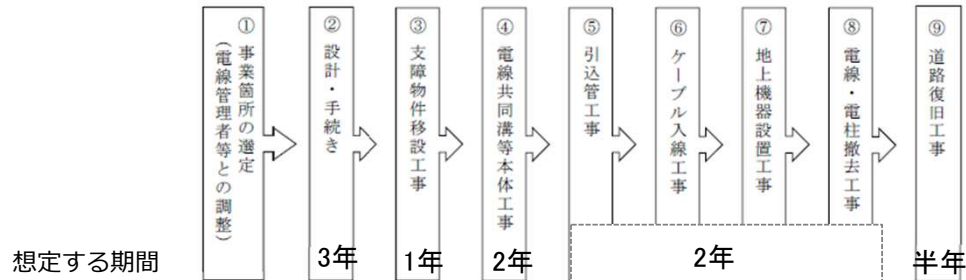 ① 事業箇所の選定
(電線管理者等との調整)
② 設計・手続き
③ 支障物件移設工事
④ 電線共同溝等本体工事
⑤ 引込管工事
⑥ ケーブル入線工事
⑦ 地上機器設置工事
⑧ 電線・電柱撤去工事
⑨ 道路復旧工事
想定する期間
3年
1年
2年
2年
半年